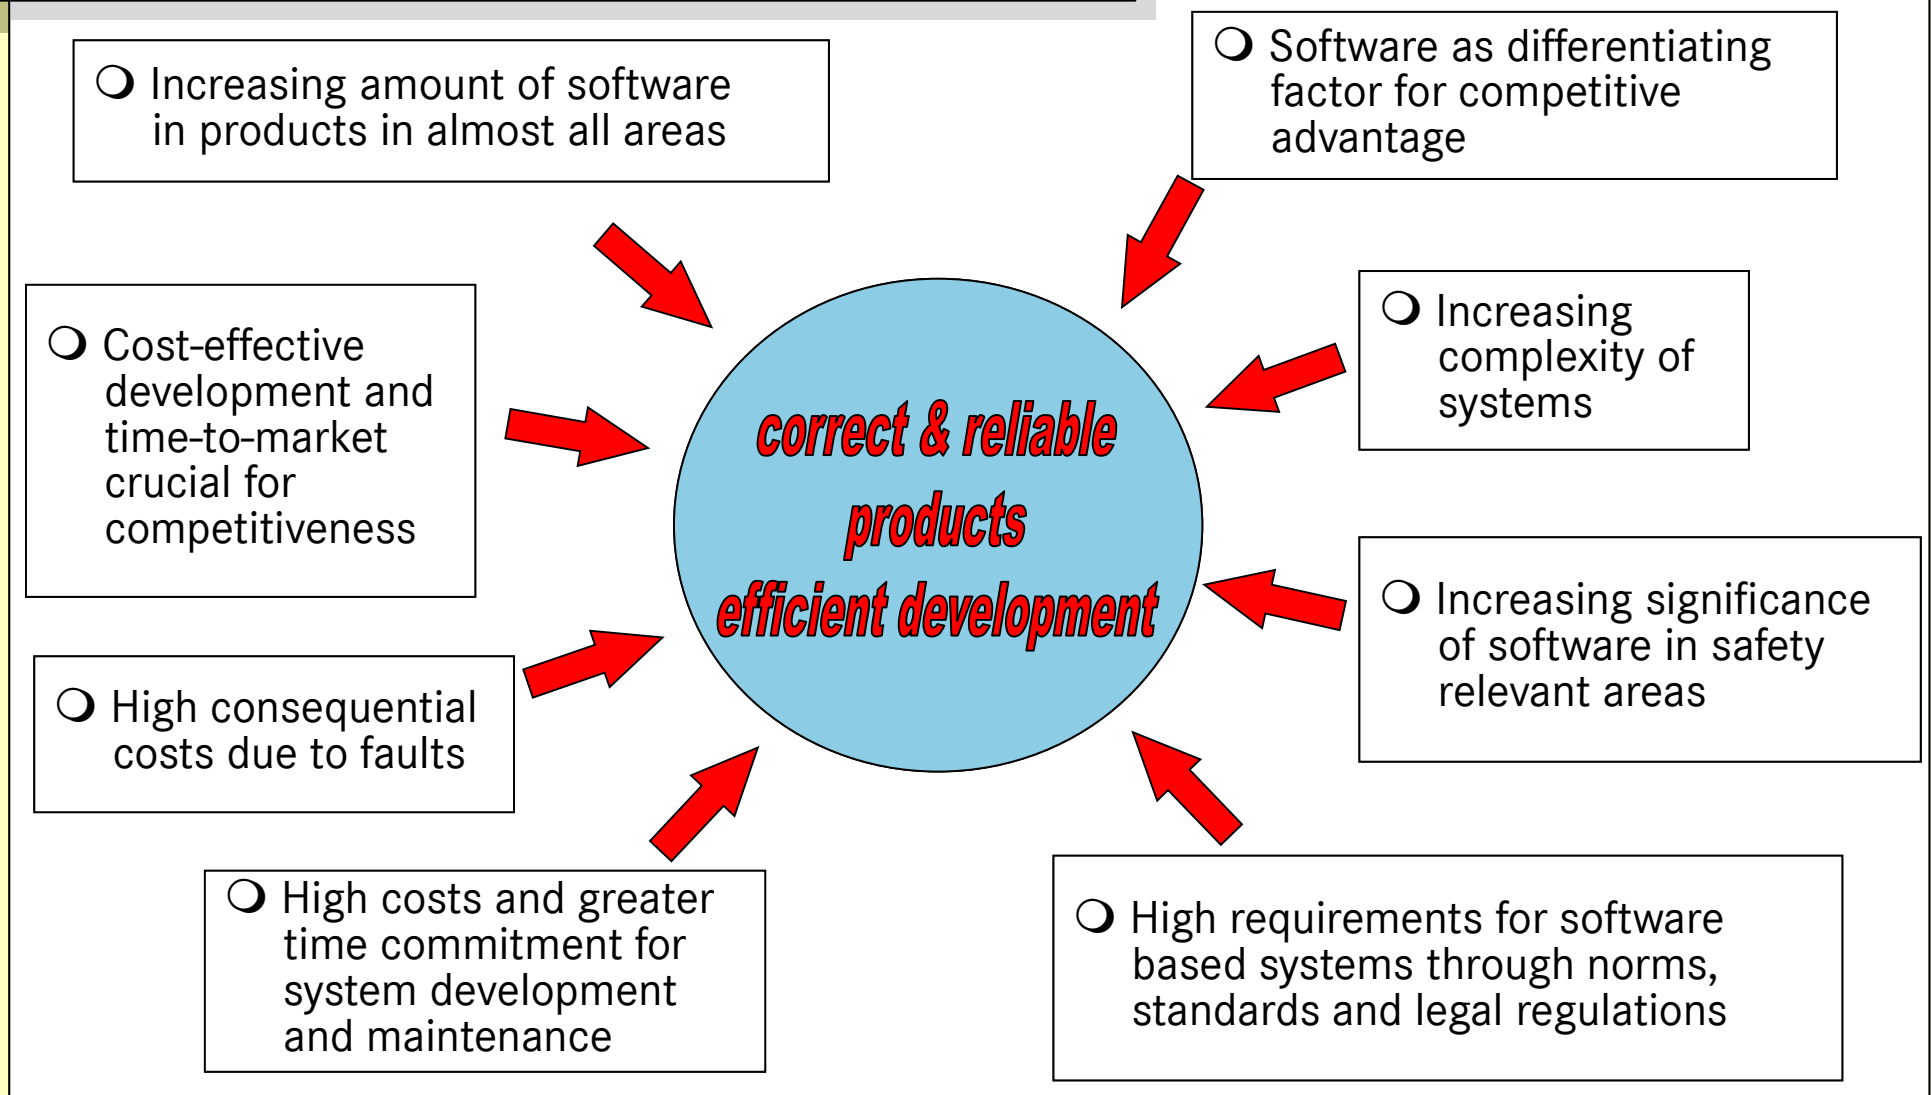 Increasing amount of software
in products in almost all areas
Software as differentiating
factor for competitive
advantage
Cost-effective
development and
time-to-market
crucial for
competitiveness
Increasing
complexity of
systems
correct & reliable
products
efficient development
Increasing significance
of software in safety
relevant areas
High consequential
costs due to faults
High costs and greater
time commitment for
system development
and maintenance
High requirements for software
based systems through norms,
standards and legal regulations